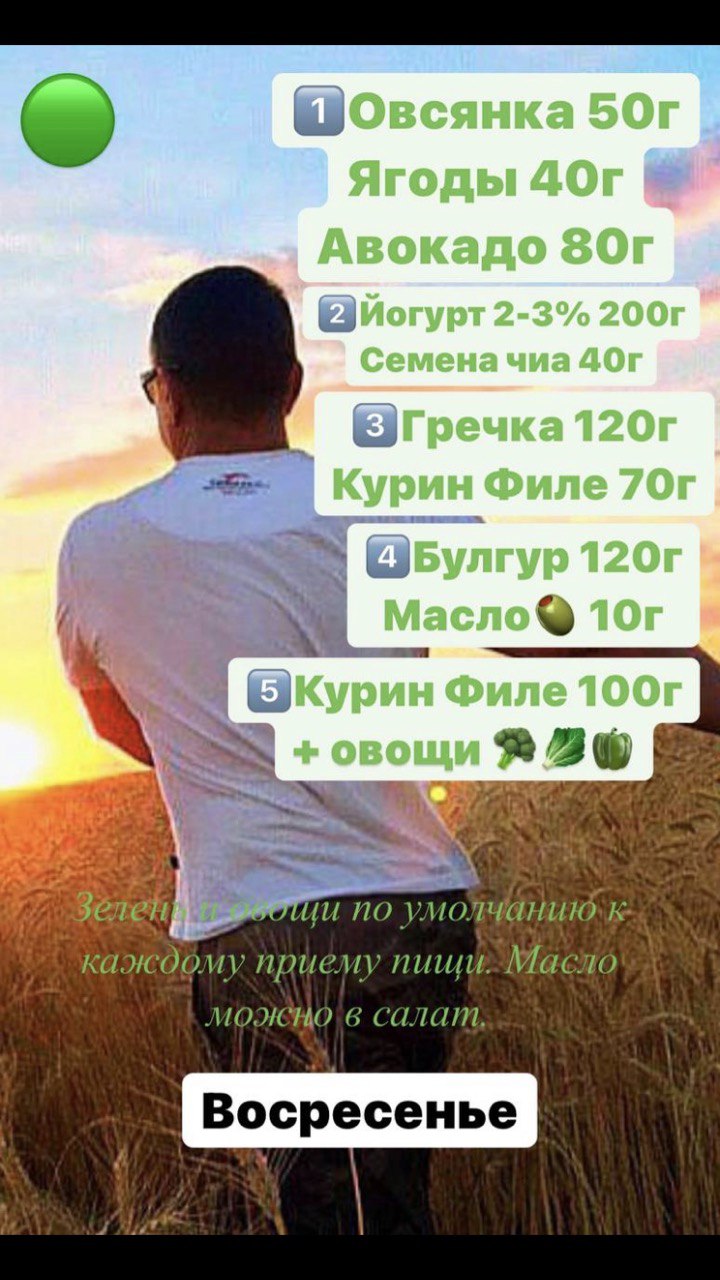 1️⃣Овсянка 50г
Ягоды 40г
Авокадо 80г
2️⃣Йогурт 2-3% 200г
Семена чиа 40г
3️⃣Гречка 120г
Курин Филе 70г
4️⃣Булгур 120г
Масло🫒 10г
5️⃣Курин Филе 100г
+ овощи 🥦🥬🫑
Зелень и овощи по умолчанию к
каждому приему пищи. Масло
можно в салат.
Восресенье